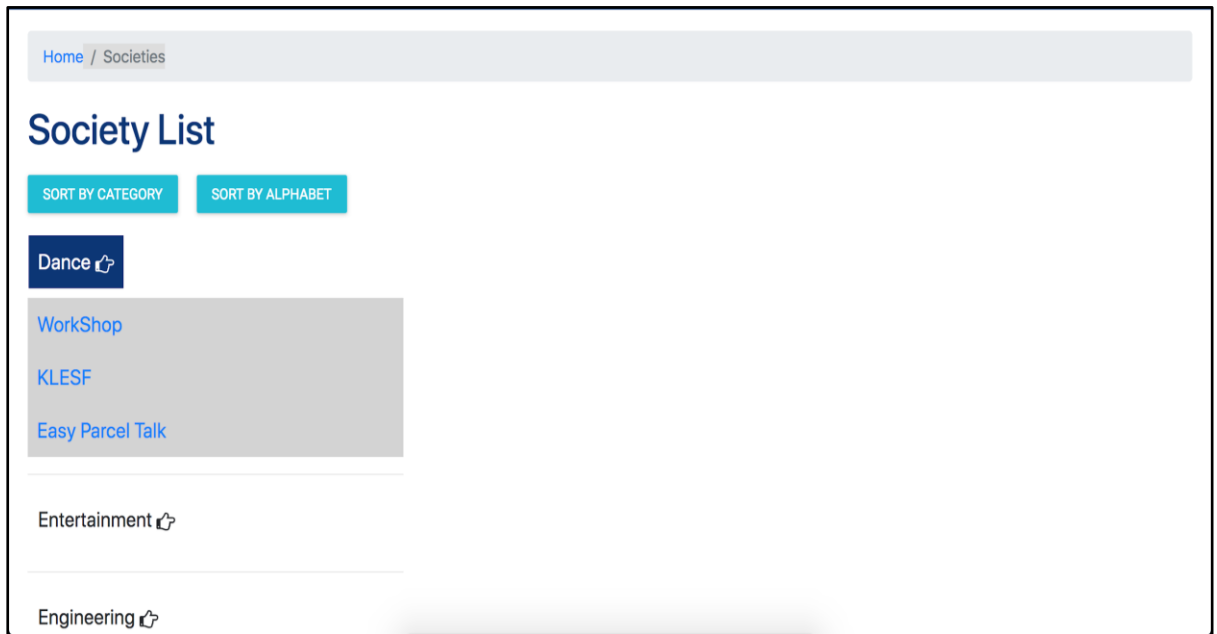 Home / Societies
Society List
SORT BY CATEGORY SORT BY ALPHABET
Dance
WorkShop
KLESF
Easy Parcel Talk
Entertainment
Engineering